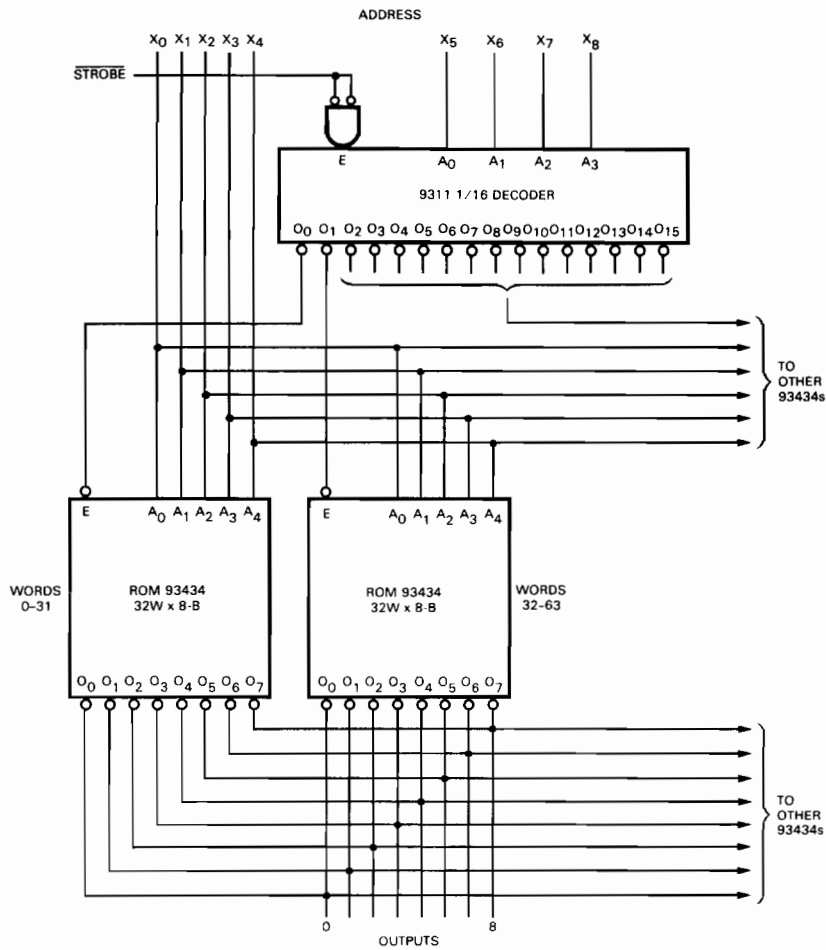 ADDRESS
X0 X1 X2 X3 X4 X5 X6 X7 X8
STROBE
E A0 A1 A2 A3
9311 1/16 DECODER
O0 O1 O2 O3 O4 O5 O6 O7 O8 O9 O10 O11 O12 O13 O14 O15
TO
OTHER
93434s
E A0 A1 A2 A3 A4
E A0 A1 A2 A3 A4
WORDS
0-31
ROM 93434
32W x 8-B
ROM 93434
32W x 8-B
WORDS
32-63
O0 O1 O2 O3 O4 O5 O6 O7
O0 O1 O2 O3 O4 O5 O6 O7
TO
OTHER
93434s
0 8
OUTPUTS